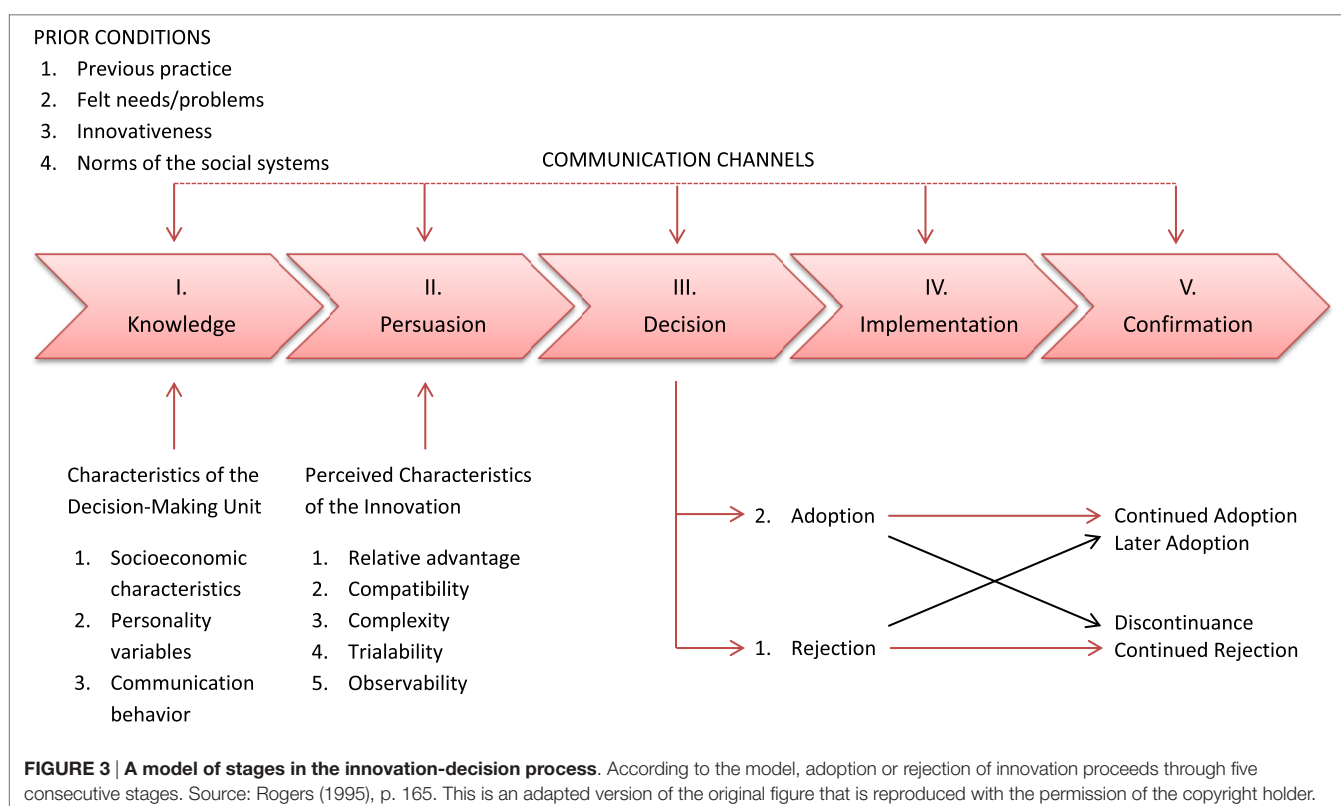 PRIOR CONDITIONS
1. Previous practice
2. Felt needs/problems
3. Innovativeness
4. Norms of the social systems
COMMUNICATION CHANNELS
I.
Knowledge
II.
Persuasion
III.
Decision
IV.
Implementation
V.
Confirmation
Characteristics of the
Decision-Making Unit
1. Socioeconomic
characteristics
2. Personality
variables
3. Communication
behavior
Perceived Characteristics
of the Innovation
1. Relative advantage
2. Compatibility
3. Complexity
4. Trialability
5. Observability
2. Adoption
1. Rejection
Continued Adoption
Later Adoption
Discontinuance
Continued Rejection
FIGURE 3 | A model of stages in the innovation-decision process. According to the model, adoption or rejection of innovation proceeds through five
consecutive stages. Source: Rogers (1995), p. 165. This is an adapted version of the original figure that is reproduced with the permission of the copyright holder.